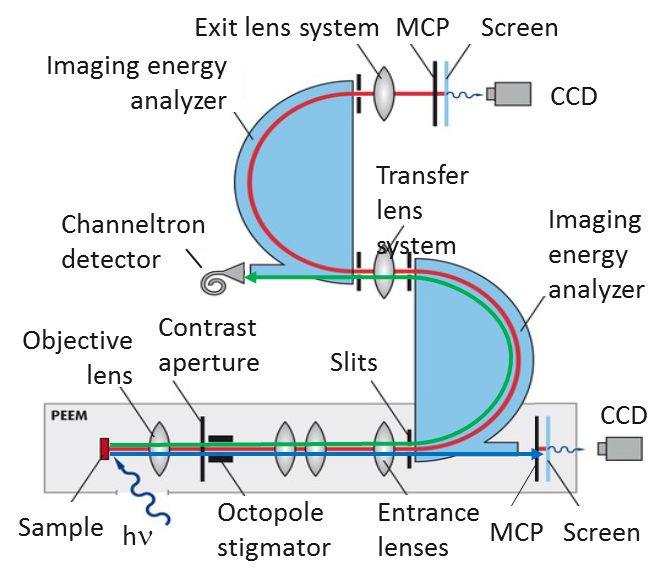 Exit lens system MCP Screen
Imaging energy
analyzer
CCD
Transfer
lens
system
Channeltron
detector
Imaging
energy
analyzer
Objective
lens
Contrast
aperture
Slits
PEEM
CCD
Sample
hν
Octopole
stigmator
Entrance
lenses
MCP Screen